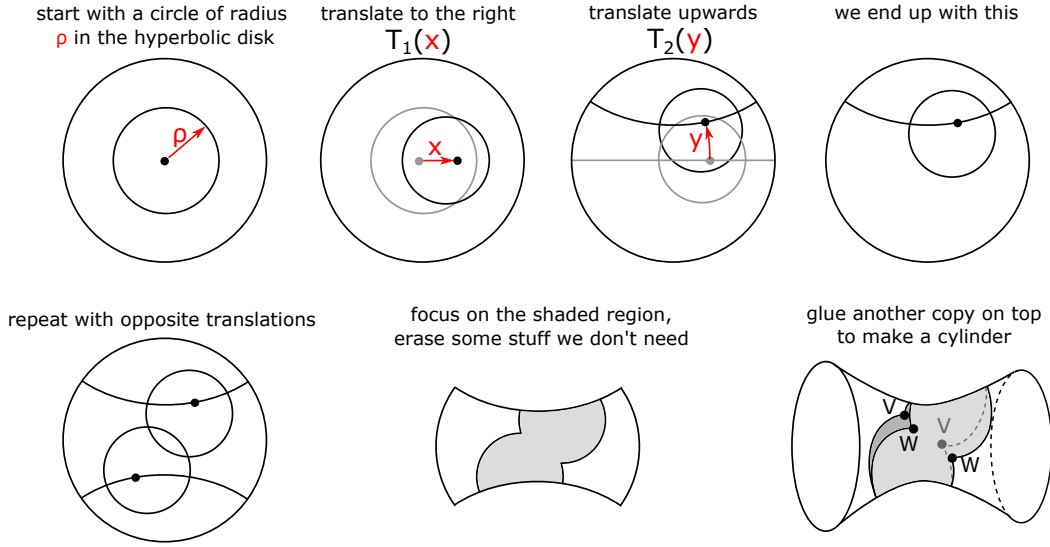 start with a circle of radius
ρ in the hyperbolic disk
translate to the right
T₁(x)
translate upwards
T₂(y)
we end up with this
ρ
x
y
repeat with opposite translations
focus on the shaded region,
erase some stuff we don't need
glue another copy on top
to make a cylinder
V
W
V
W